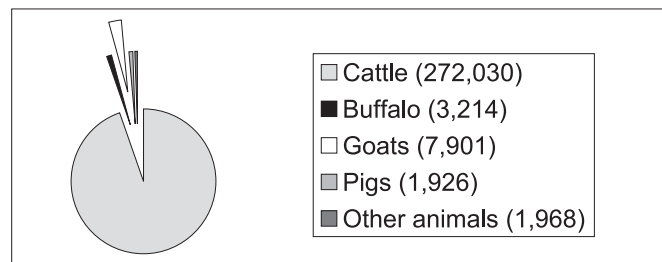 Cattle (272,030)
Buffalo (3,214)
Goats (7,901)
Pigs (1,926)
Other animals (1,968)